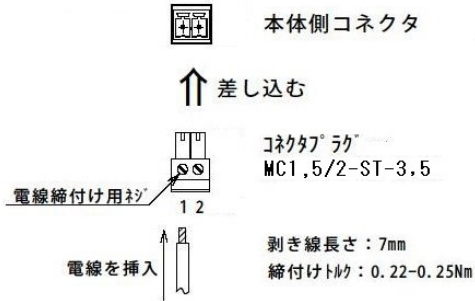 本体側コネクタ
差し込む
ｺﾈｸﾀﾌﾟﾗｸﾞ
MC1,5/2-ST-3.5
電線締付け用ﾈｼﾞ
1 2
剥き線長さ：7mm
電線を挿入
締付けﾄﾙｸ：0.22-0.25Nm